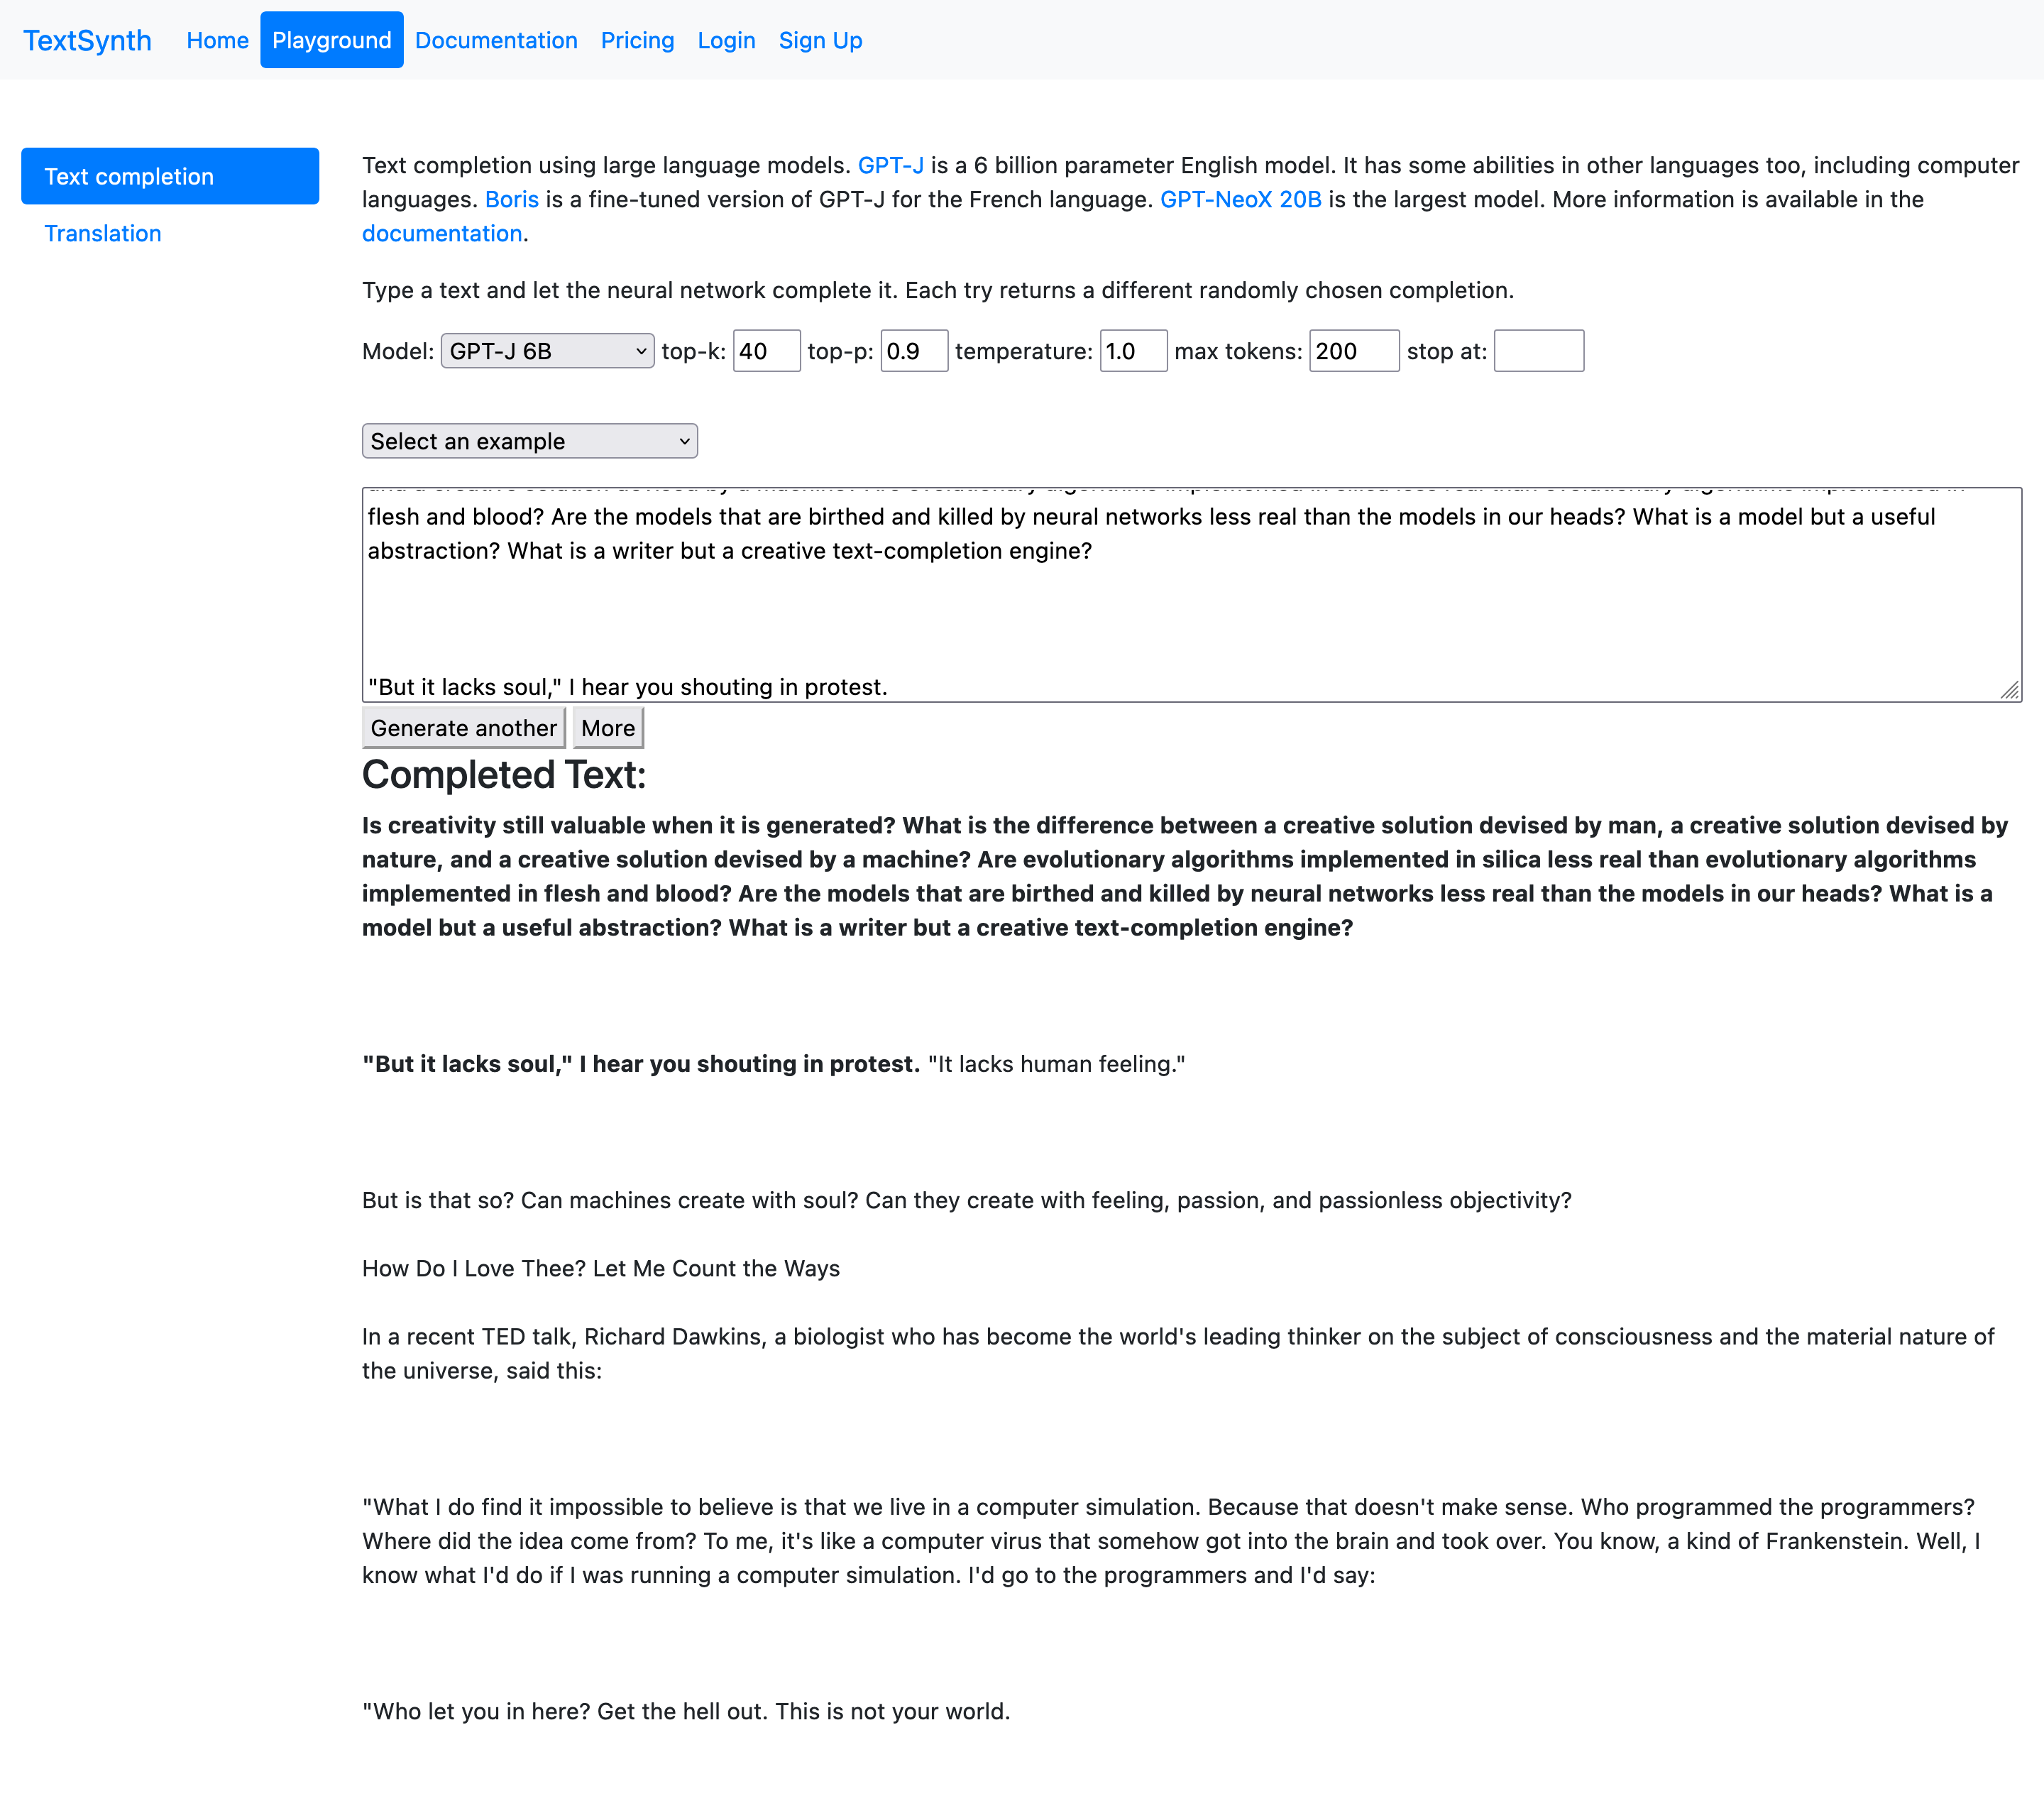 TextSynth Home Playground Documentation Pricing Login Sign Up
Text completion
Translation
Text completion using large language models. GPT-J is a 6 billion parameter English model. It has some abilities in other languages too, including computer
languages. Boris is a fine-tuned version of GPT-J for the French language. GPT-NeoX 20B is the largest model. More information is available in the
documentation.
Type a text and let the neural network complete it. Each try returns a different randomly chosen completion.
Model: GPT-J 6B top-k: 40 top-p: 0.9 temperature: 1.0 max tokens: 200 stop at:
Select an example
and a creative solution devised by a machine? Are evolutionary algorithms implemented in silica less real than evolutionary algorithms implemented in
flesh and blood? Are the models that are birthed and killed by neural networks less real than the models in our heads? What is a model but a useful
abstraction? What is a writer but a creative text-completion engine?
"But it lacks soul," I hear you shouting in protest.
Generate another More
Completed Text:
Is creativity still valuable when it is generated? What is the difference between a creative solution devised by man, a creative solution devised by
nature, and a creative solution devised by a machine? Are evolutionary algorithms implemented in silica less real than evolutionary algorithms
implemented in flesh and blood? Are the models that are birthed and killed by neural networks less real than the models in our heads? What is a
model but a useful abstraction? What is a writer but a creative text-completion engine?
"But it lacks soul," I hear you shouting in protest. "It lacks human feeling."
But is that so? Can machines create with soul? Can they create with feeling, passion, and passionless objectivity?
How Do I Love Thee? Let Me Count the Ways
In a recent TED talk, Richard Dawkins, a biologist who has become the world's leading thinker on the subject of consciousness and the material nature of
the universe, said this:
"What I do find it impossible to believe is that we live in a computer simulation. Because that doesn't make sense. Who programmed the programmers?
Where did the idea come from? To me, it's like a computer virus that somehow got into the brain and took over. You know, a kind of Frankenstein. Well, I
know what I'd do if I was running a computer simulation. I'd go to the programmers and I'd say:
"Who let you in here? Get the hell out. This is not your world.